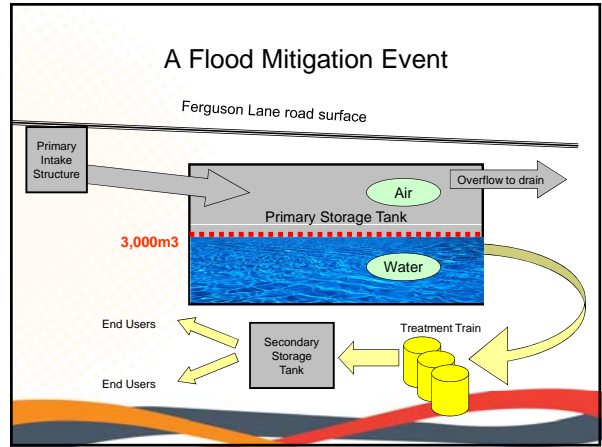 A Flood Mitigation Event
Ferguson Lane road surface
Primary
Intake
Structure
Overflow to drain
Air
Primary Storage Tank
3,000m3
Water
End Users
Treatment Train
Secondary
Storage
Tank
End Users